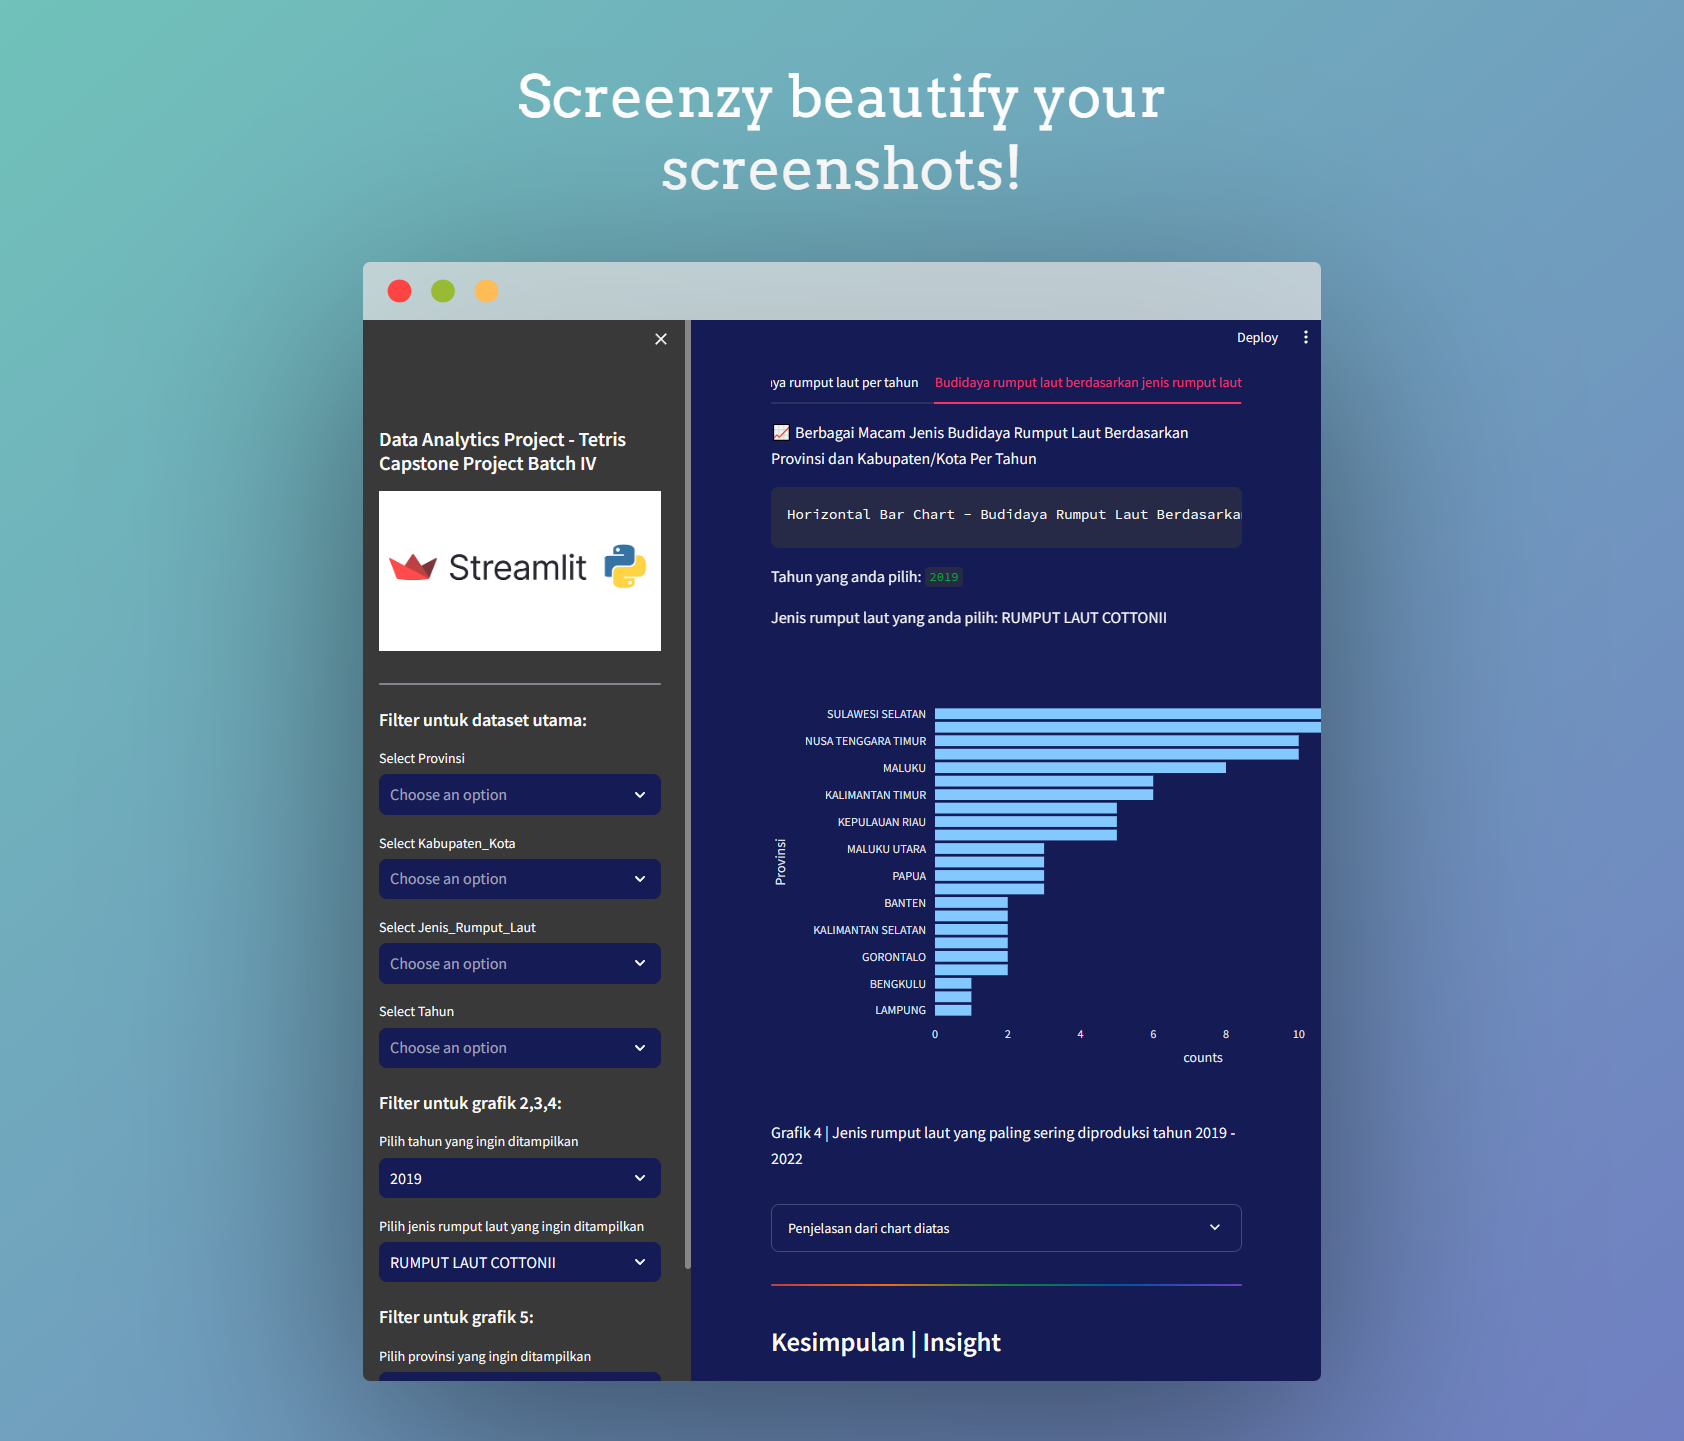 Screenzy beautify your
screenshots!
Data Analytics Project - Tetris
Capstone Project Batch IV
Streamlit
Filter untuk dataset utama:
Select Provinsi
Choose an option
Select Kabupaten_Kota
Choose an option
Select Jenis_Rumput_Laut
Choose an option
Select Tahun
Choose an option
Filter untuk grafik 2,3,4:
Pilih tahun yang ingin ditampilkan
2019
Pilih jenis rumput laut yang ingin ditampilkan
RUMPUT LAUT COTTONII
Filter untuk grafik 5:
Pilih provinsi yang ingin ditampilkan
Deploy
rumput laut per tahun
Budidaya rumput laut berdasarkan jenis rumput laut
Berbagai Macam Jenis Budidaya Rumput Laut Berdasarkan
Provinsi dan Kabupaten/Kota Per Tahun
Horizontal Bar Chart - Budidaya Rumput Laut Berdasarka
Tahun yang anda pilih: 2019
Jenis rumput laut yang anda pilih: RUMPUT LAUT COTTONII
Provinsi
SULAWESI SELATAN
NUSA TENGGARA TIMUR
MALUKU
KALIMANTAN TIMUR
KEPULAUAN RIAU
MALUKU UTARA
PAPUA
BANTEN
KALIMANTAN SELATAN
GORONTALO
BENGKULU
LAMPUNG
0 2 4 6 8 10
counts
Grafik 4 | Jenis rumput laut yang paling sering diproduksi tahun 2019 -
2022
Penjelasan dari chart diatas
Kesimpulan | Insight